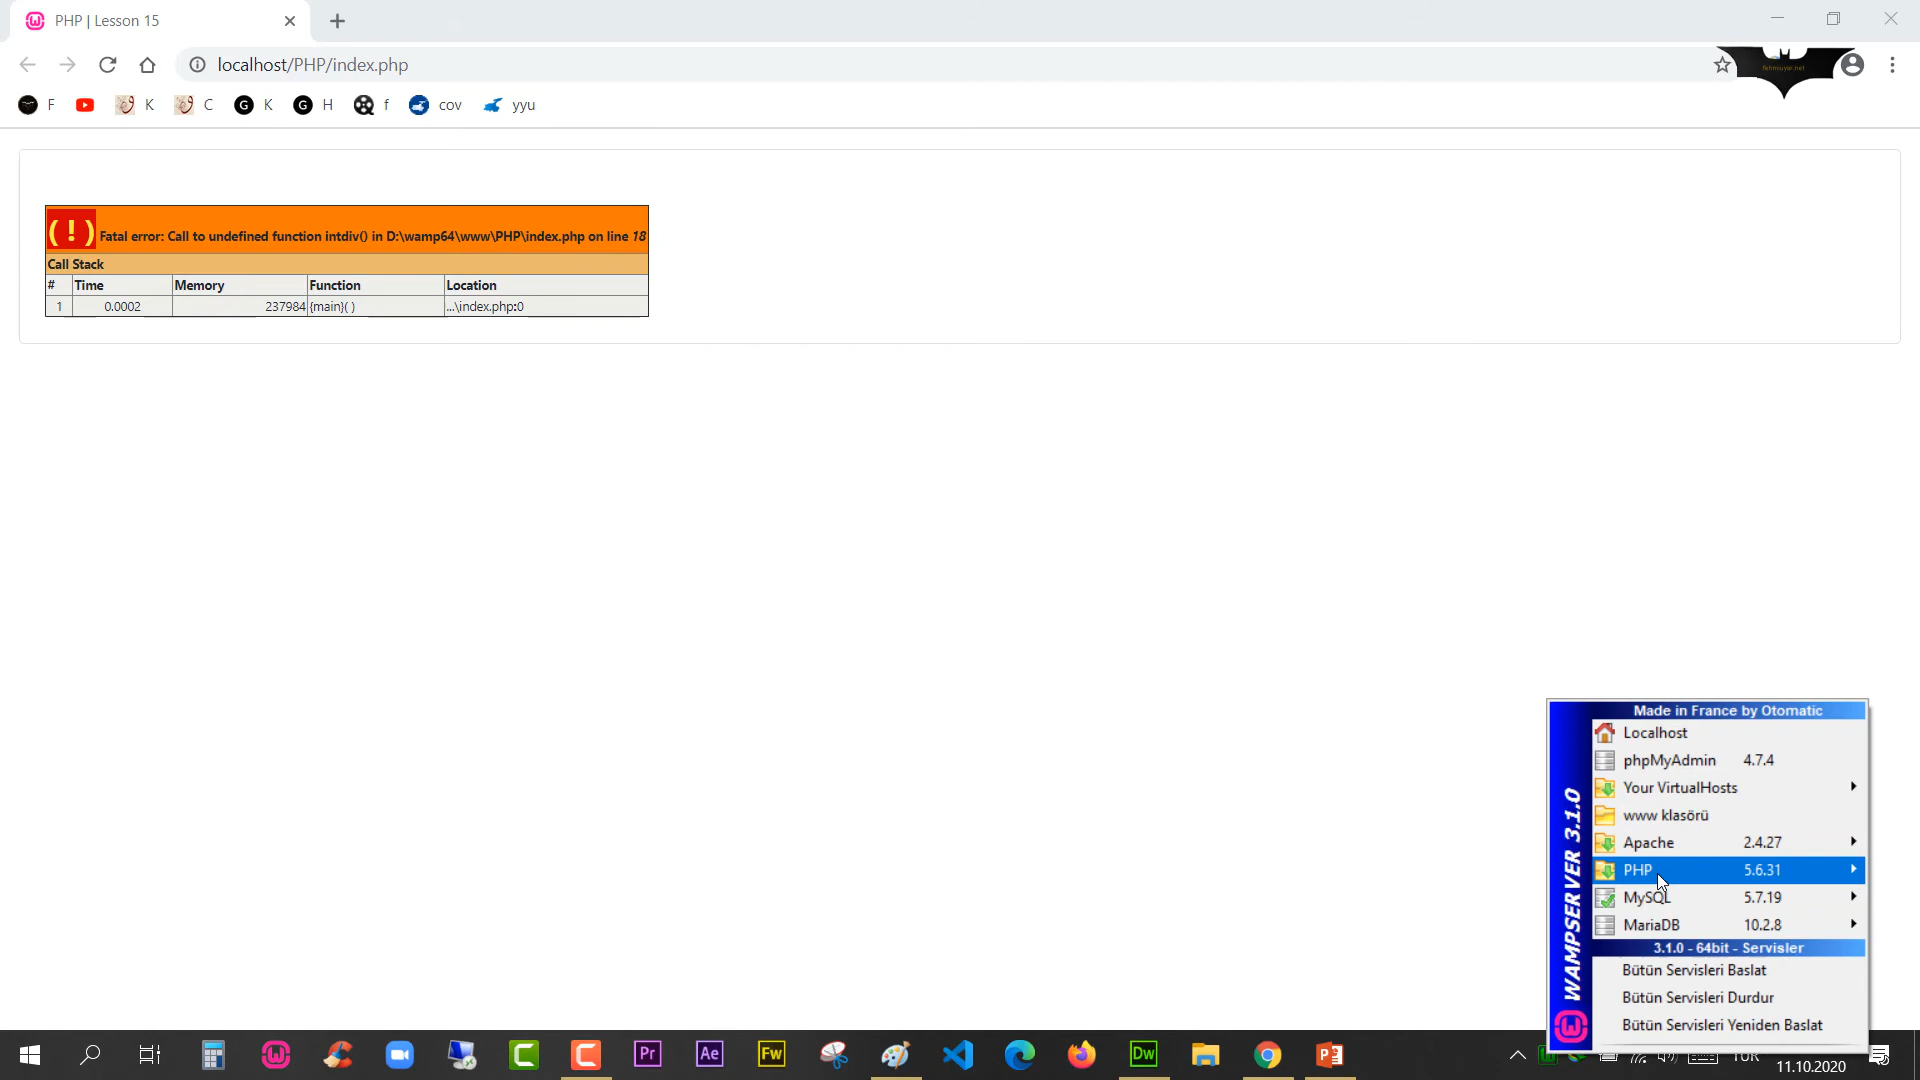 PHP | Lesson 15
localhost/PHP/index.php
fehmiuyar.net
F K C K H f cov yyu
( ! ) Fatal error: Call to undefined function intdiv() in D:\wamp64\www\PHP\index.php on line 18
Call Stack
# Time Memory Function Location
1 0.0002 237984 {main}( ) ...\index.php:0
Made in France by Otomatic
Localhost
phpMyAdmin 4.7.4
Your VirtualHosts
www klasörü
Apache 2.4.27
PHP 5.6.31
MySQL 5.7.19
MariaDB 10.2.8
3.1.0 - 64bit - Servisler
Bütün Servisleri Baslat
Bütün Servisleri Durdur
Bütün Servisleri Yeniden Baslat
WAMPSERVER 3.1.0
Pr Ae Fw Dw
TUR
11.10.2020